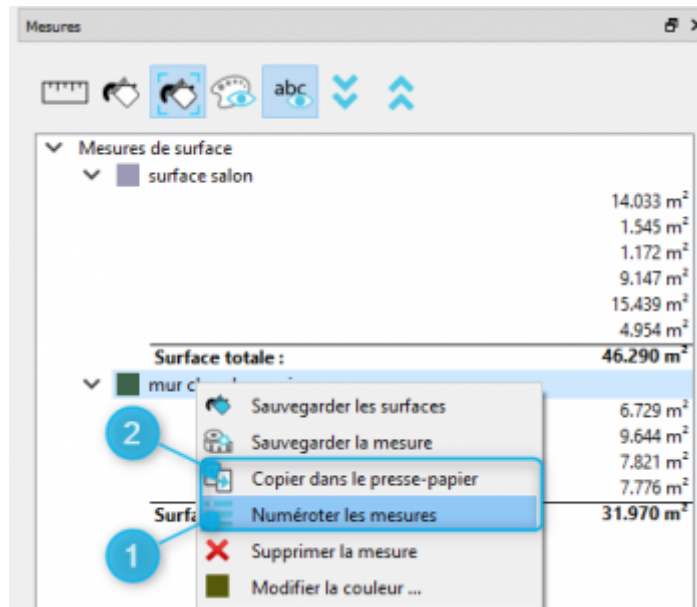 Mesures
abc
Mesures de surface
surface salon
14.033 m²
1.545 m²
1.172 m²
9.147 m²
15.439 m²
4.954 m²
Surface totale : 46.290 m²
mur
Sauvegarder les surfaces
6.729 m²
2
Sauvegarder la mesure
9.644 m²
Copier dans le presse-papier
7.821 m²
7.776 m²
Numéroter les mesures
31.970 m²
1
Supprimer la mesure
Modifier la couleur ...